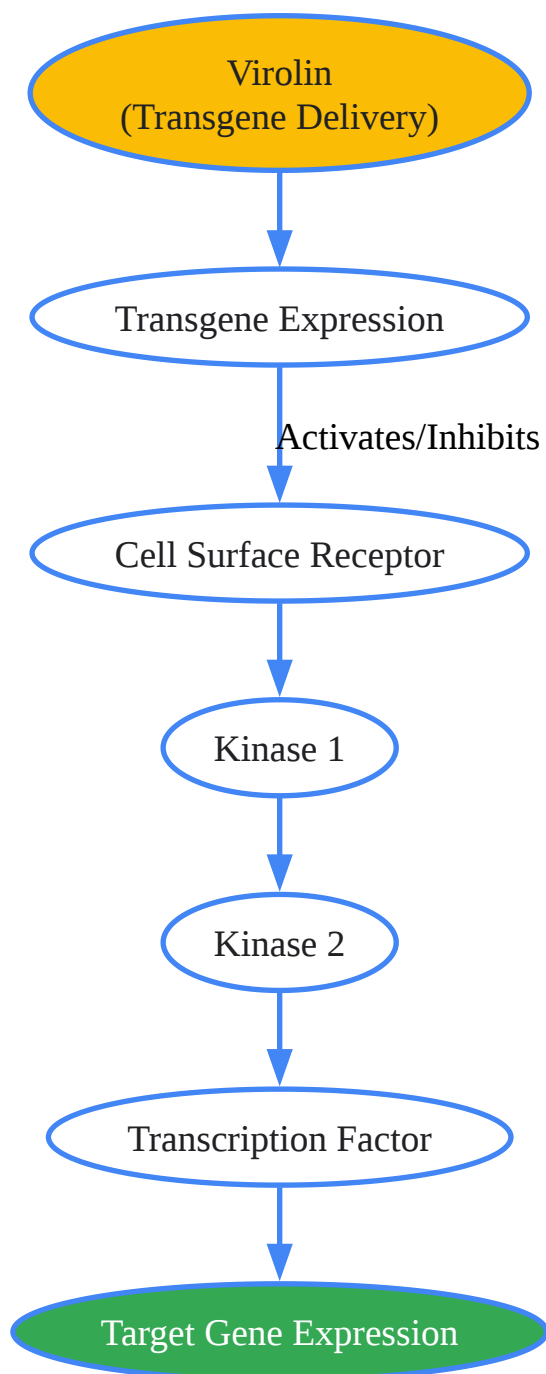 Virolin
(Transgene Delivery)
Transgene Expression
Activates/Inhibits
Cell Surface Receptor
Kinase 1
Kinase 2
Transcription Factor
Target Gene Expression